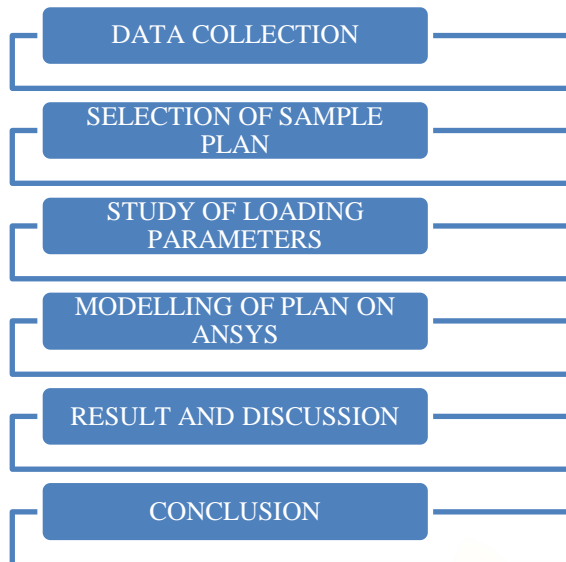 DATA COLLECTION
SELECTION OF SAMPLE
PLAN
STUDY OF LOADING
PARAMETERS
MODELLING OF PLAN ON
ANSYS
RESULT AND DISCUSSION
CONCLUSION